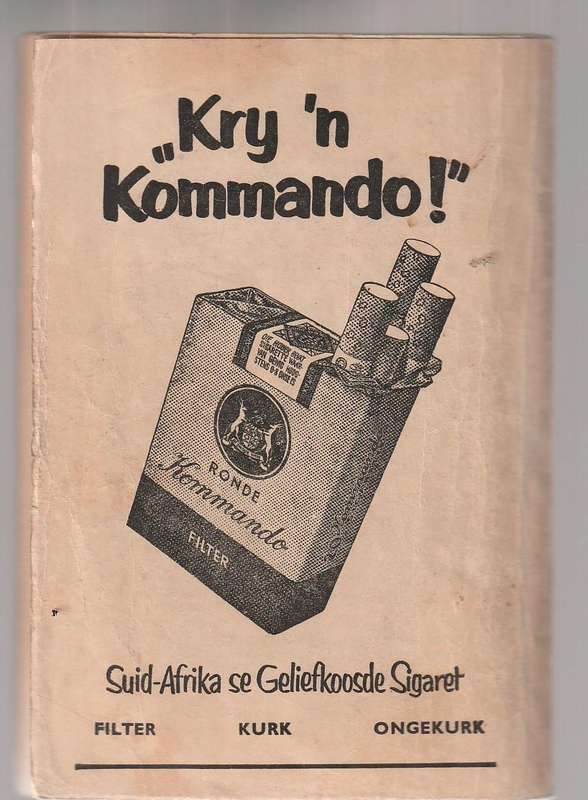 „Kry 'n
Kommando!"
RONDE
Kommando
FILTER
Suid-Afrika se Geliefkoosde Sigaret
FILTER KURK ONGEKURK